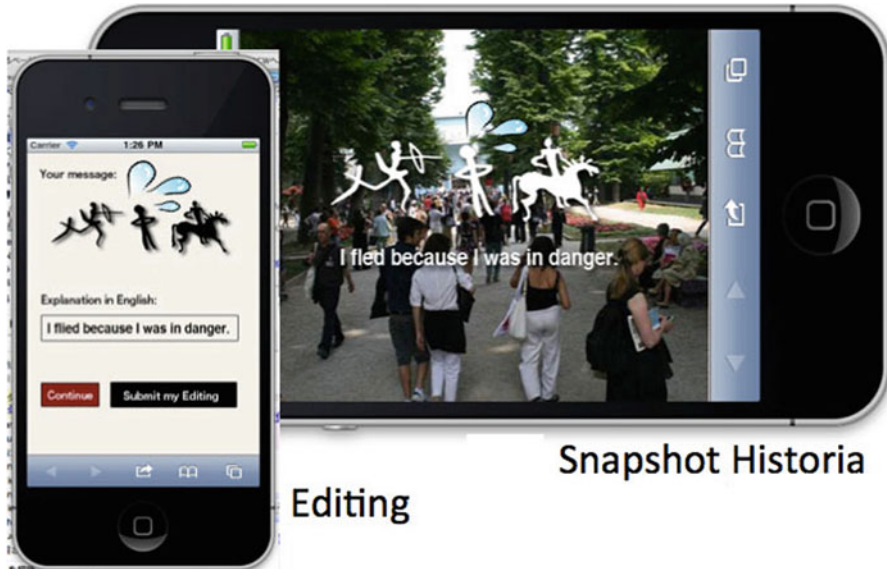 Carrier
1:26 PM
Your message:
Explanation in English:
I flied because I was in danger.
Continue
Submit my Editing
Editing
I fled because I was in danger.
Snapshot Historia